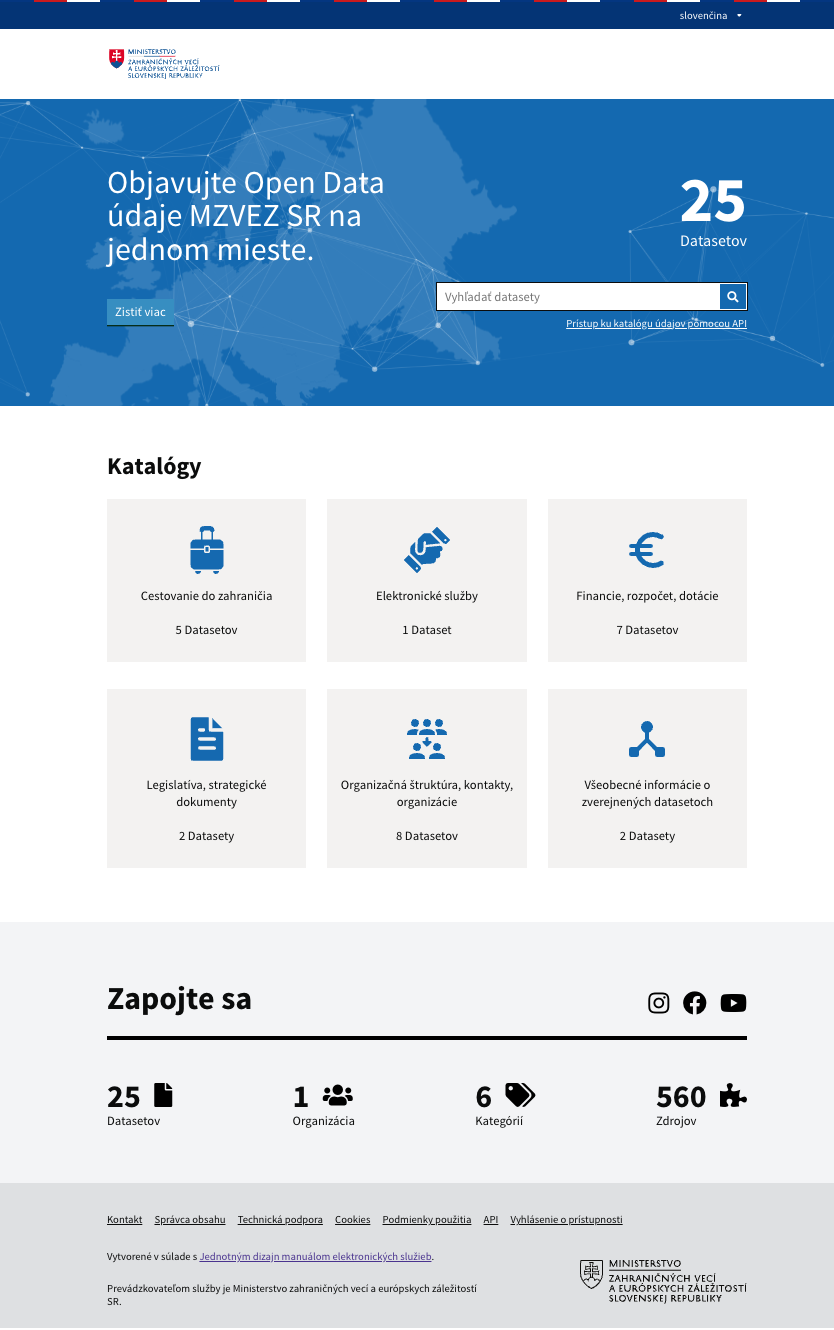 slovenčina
MINISTERSTVO
ZAHRANIČNÝCH VECÍ
A EURÓPSKYCH ZÁLEŽITOSTÍ
SLOVENSKEJ REPUBLIKY
Objavujte Open Data
údaje MZVEZ SR na
jednom mieste.
25
Datasetov
Zistiť viac
Vyhľadať datasety
Prístup ku katalógu údajov pomocou API
Katalógy
Cestovanie do zahraničia
5 Datasetov
Elektronické služby
1 Dataset
Financie, rozpočet, dotácie
7 Datasetov
Legislatíva, strategické
dokumenty
2 Datasety
Organizačná štruktúra, kontakty,
organizácie
8 Datasetov
Všeobecné informácie o
zverejnených datasetoch
2 Datasety
Zapojte sa
25
Datasetov
1
Organizácia
6
Kategórií
560
Zdrojov
Kontakt Správca obsahu Technická podpora Cookies Podmienky použitia API Vyhlásenie o prístupnosti
Vytvorené v súlade s Jednotným dizajn manuálom elektronických služieb.
Prevádzkovateľom služby je Ministerstvo zahraničných vecí a európskych záležitostí
SR.
MINISTERSTVO
ZAHRANIČNÝCH VECÍ
A EURÓPSKYCH ZÁLEŽITOSTÍ
SLOVENSKEJ REPUBLIKY